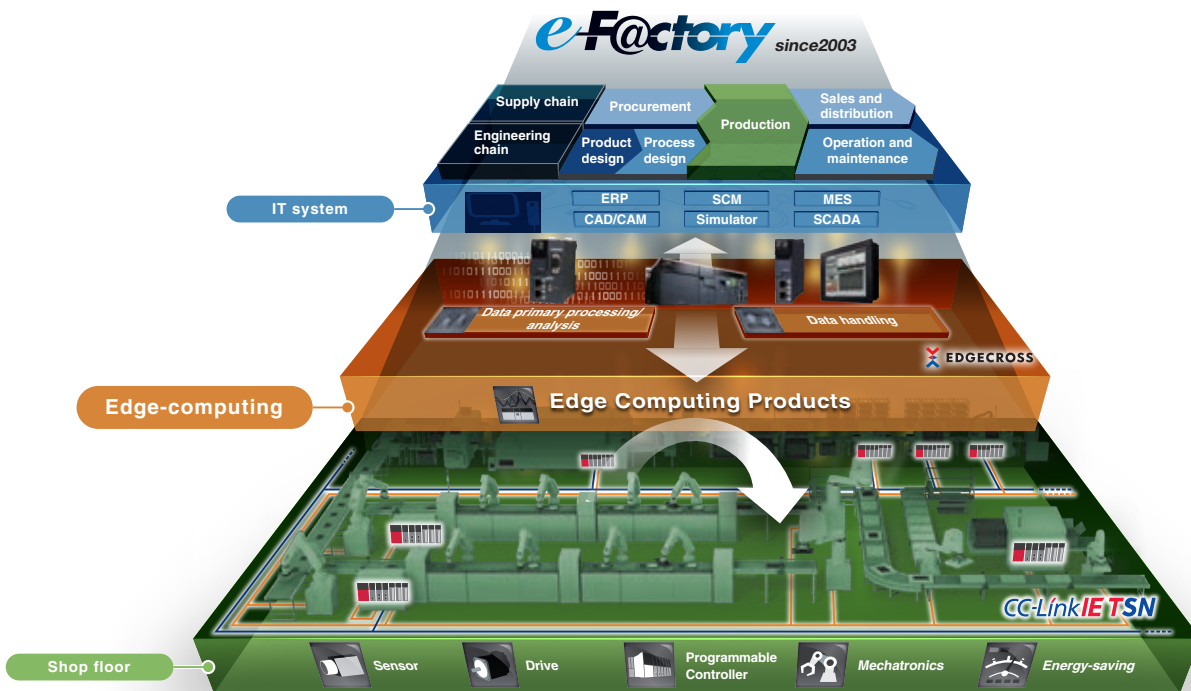 e-F@ctory since2003
Supply chain
Procurement
Production
Sales and
distribution
Engineering
chain
Product
design
Process
design
Operation and
maintenance
IT system
ERP
SCM
MES
CAD/CAM
Simulator
SCADA
Data primary processing/
analysis
Data handling
EDGECROSS
Edge-computing
Edge Computing Products
CC-Link IE TSN
Shop floor
Sensor
Drive
Programmable
Controller
Mechatronics
Energy-saving